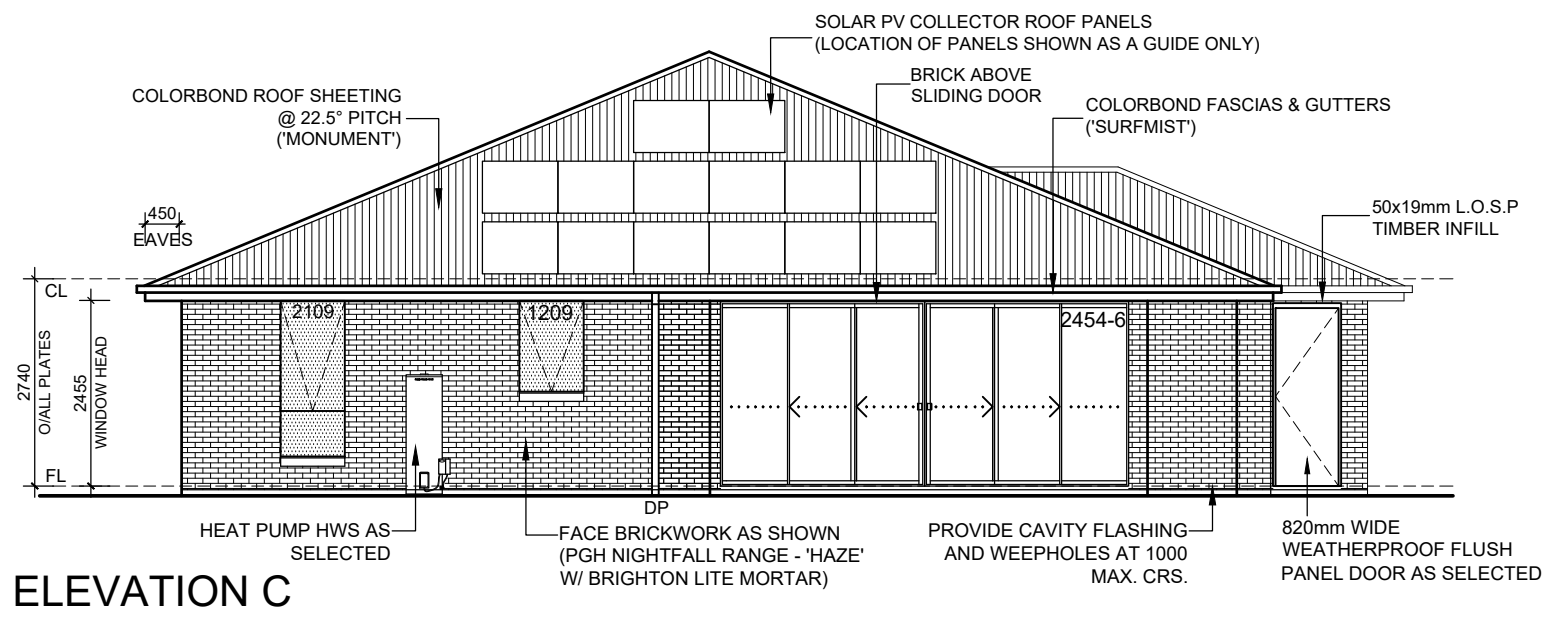 SOLAR PV COLLECTOR ROOF PANELS
(LOCATION OF PANELS SHOWN AS A GUIDE ONLY)
BRICK ABOVE
SLIDING DOOR
COLORBOND ROOF SHEETING
@ 22.5° PITCH
('MONUMENT')
COLORBOND FASCIAS & GUTTERS
('SURFMIST')
450
EAVES
50x19mm L.O.S.P
TIMBER INFILL
CL
2109
1209
2454-6
2740
O/ALL PLATES
2455
WINDOW HEAD
FL
DP
HEAT PUMP HWS AS
SELECTED
FACE BRICKWORK AS SHOWN
(PGH NIGHTFALL RANGE - 'HAZE'
W/ BRIGHTON LITE MORTAR)
PROVIDE CAVITY FLASHING
AND WEEPHOLES AT 1000
MAX. CRS.
820mm WIDE
WEATHERPROOF FLUSH
PANEL DOOR AS SELECTED
ELEVATION C